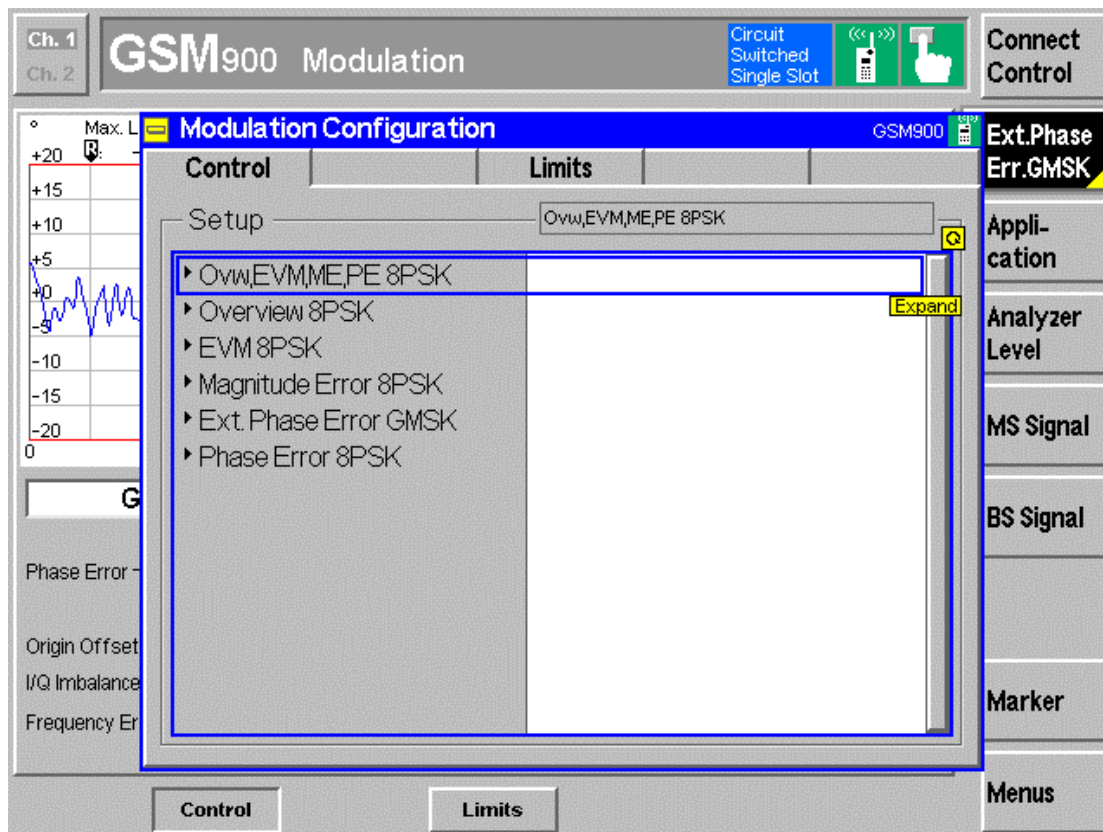 Ch. 1
Ch. 2
GSM900 Modulation
Circuit
Switched
Single Slot
Connect
Control
° Max. L
R:
+20
+15
+10
+5
+0
-5
-10
-15
-20
0
G
Phase Error
Origin Offset
I/Q Imbalance
Frequency Er
Modulation Configuration
GSM900
Control
Limits
Setup
Ovw,EVM,ME,PE 8PSK
Ovw,EVM,ME,PE 8PSK
Expand
Overview 8PSK
EVM 8PSK
Magnitude Error 8PSK
Ext. Phase Error GMSK
Phase Error 8PSK
Ext.Phase
Err.GMSK
Appli-
cation
Analyzer
Level
MS Signal
BS Signal
Marker
Menus
Control
Limits